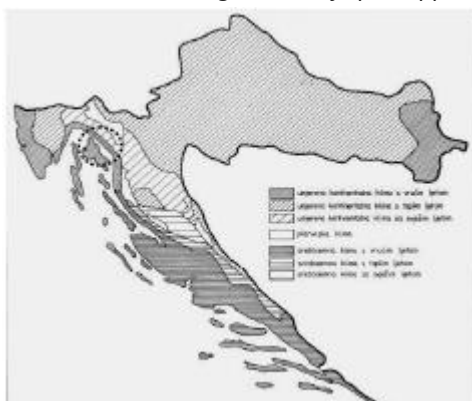 umjereno kontinentalna klima s vrućim ljetom
umjereno kontinentalna klima s toplim ljetom
umjereno kontinentalna klima sa svježim ljetom
planinska klima
sredozemna klima s vrućim ljetom
sredozemna klima s toplim ljetom
sredozemna klima sa svježim ljetom